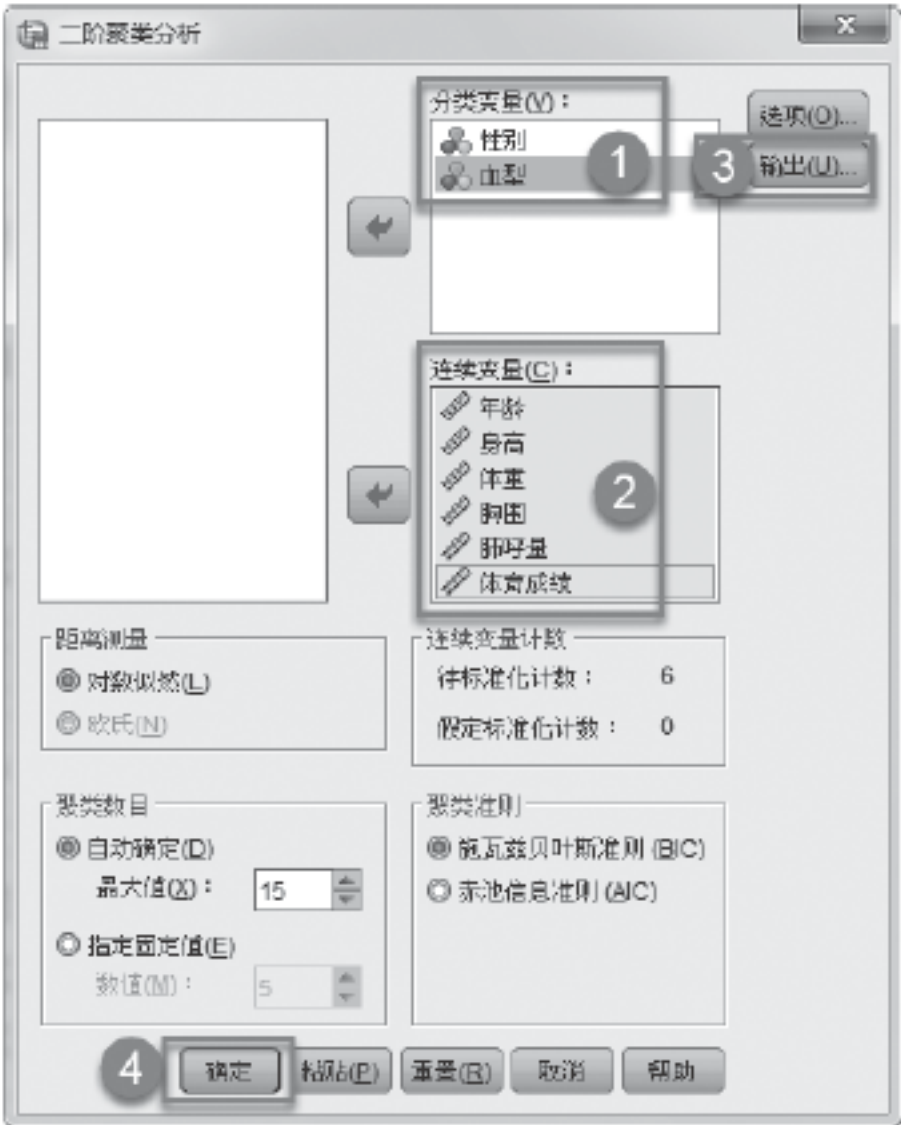 二阶聚类分析
分类变量(V)：
性别
血型
1
选项(O)...
3
输出(U)...
连续变量(C)：
年龄
身高
体重
胸围
肺呼量
体育成绩
2
距离测量
对数似然(L)
欧氏(N)
连续变量计数
待标准化计数： 6
假定标准化计数： 0
聚类数目
自动确定(D)
最大值(X)： 15
指定固定值(E)
数值(M)： 5
聚类准则
施瓦兹贝叶斯准则 (BIC)
赤池信息准则 (AIC)
4
确定 粘贴(P) 重置(R) 取消 帮助